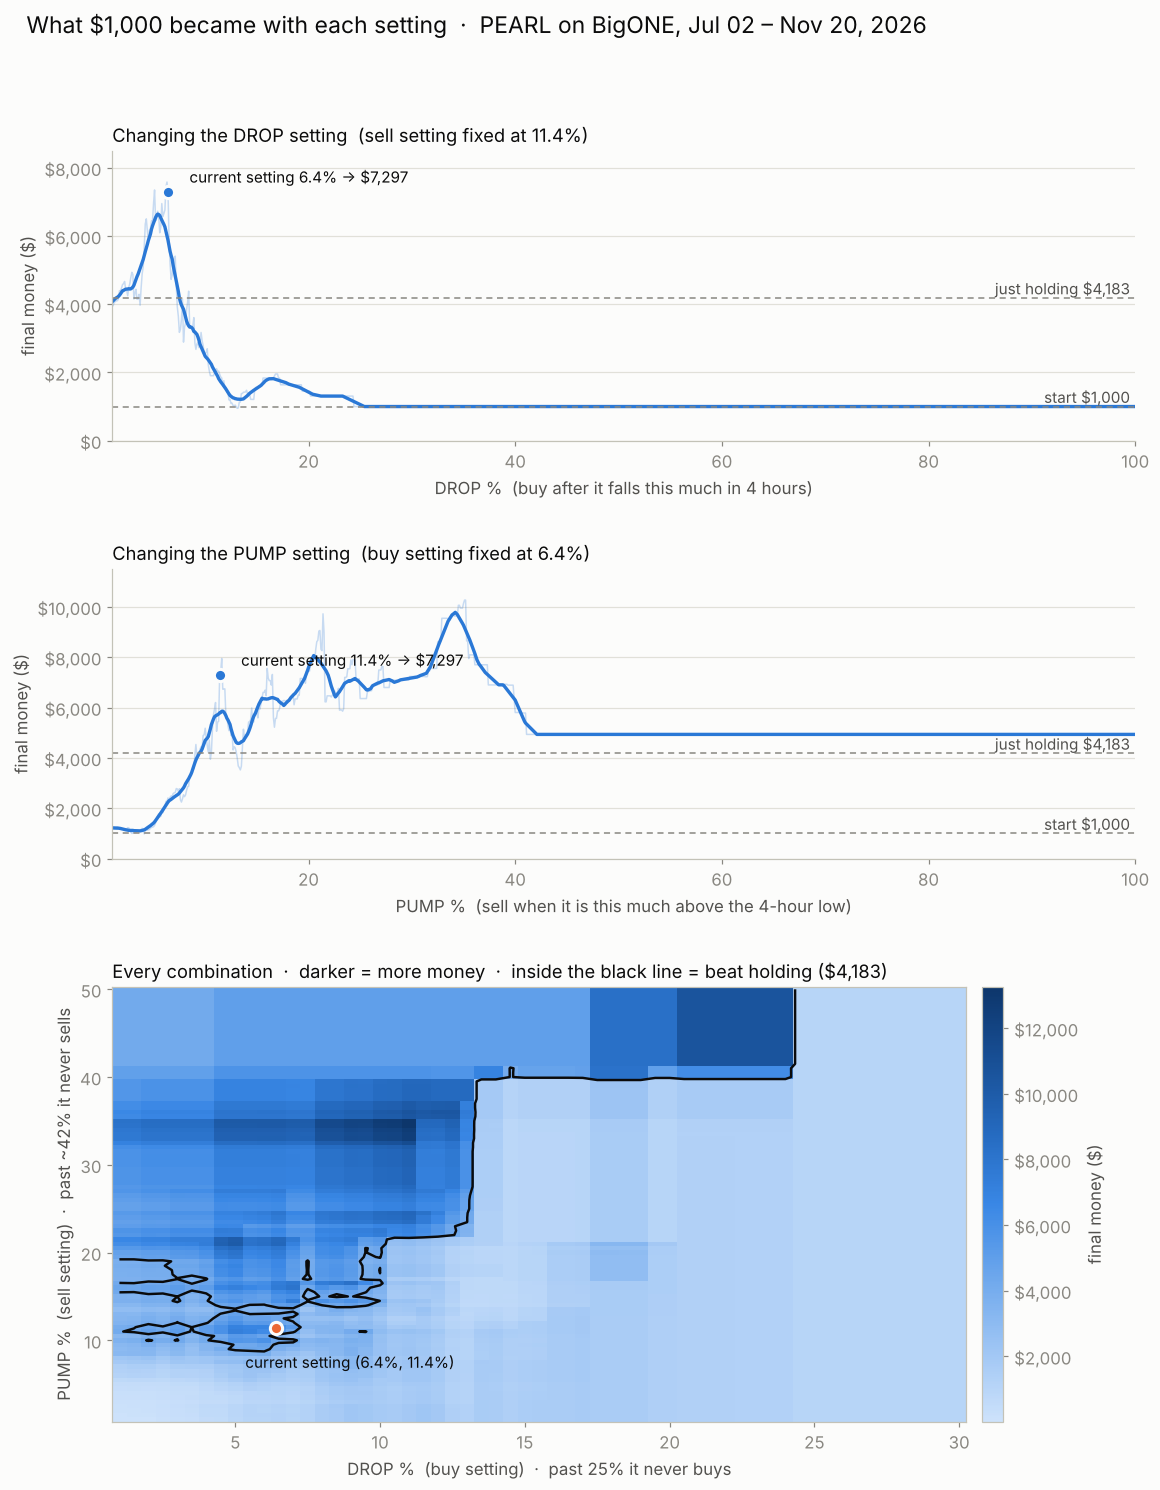 What $1,000 became with each setting · PEARL on BigONE, Jul 02 – Nov 20, 2026
Changing the DROP setting (sell setting fixed at 11.4%)
$8,000
current setting 6.4% → $7,297
$6,000
final money ($)
just holding $4,183
$4,000
$2,000
start $1,000
$0
20
40
60
80
100
DROP % (buy after it falls this much in 4 hours)
Changing the PUMP setting (buy setting fixed at 6.4%)
$10,000
$8,000
current setting 11.4% → $7,297
$6,000
final money ($)
just holding $4,183
$4,000
$2,000
start $1,000
$0
20
40
60
80
100
PUMP % (sell when it is this much above the 4-hour low)
Every combination · darker = more money · inside the black line = beat holding ($4,183)
50
40
30
20
10
PUMP % (sell setting) · past ~42% it never sells
current setting (6.4%, 11.4%)
$12,000
$10,000
$8,000
$6,000
$4,000
$2,000
final money ($)
5
10
15
20
25
30
DROP % (buy setting) · past 25% it never buys